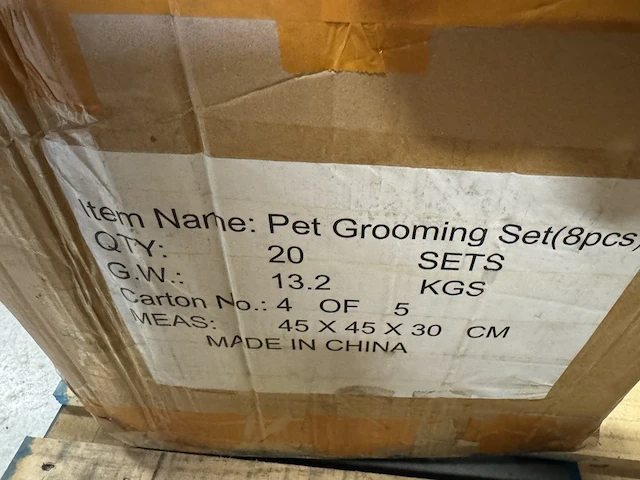 Item Name: Pet Grooming Set(8pcs)
QTY: 20 SETS
G.W.: 13.2 KGS
Carton No.: 4 OF 5
MEAS: 45 X 45 X 30 CM
MADE IN CHINA